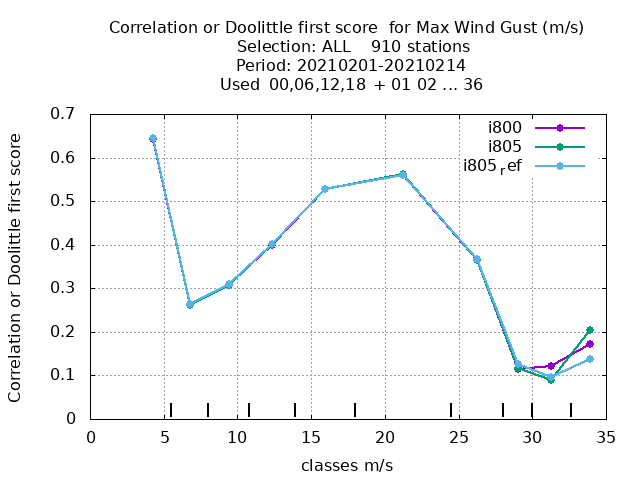 Correlation or Doolittle first score  for Max Wind Gust (m/s)
Selection: ALL    910 stations
Period: 20210201-20210214
Used  00,06,12,18  + 01 02 ... 36
Correlation or Doolittle first score
0.7
0.6
0.5
0.4
0.3
0.2
0.1
0
i800
i805
i805ref
0 5 10 15 20 25 30 35
classes m/s